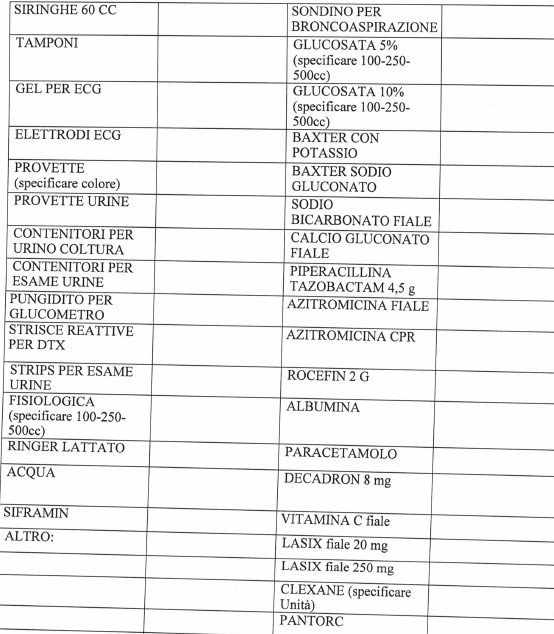 SIRINGHE 60 CC
TAMPONI
GEL PER ECG
ELETTRODI ECG
PROVETTE
(specificare colore)
PROVETTE URINE
CONTENITORI PER
URINO COLTURA
CONTENITORI PER
ESAME URINE
PUNGIDITO PER
GLUCOMETRO
STRISCE REATTIVE
PER DTX
STRIPS PER ESAME
URINE
FISIOLOGICA
(specificare 100-250-
500cc)
RINGER LATTATO
ACQUA
SIFRAMIN
ALTRO:
SONDINO PER
BRONCOASPIRAZIONE
GLUCOSATA 5%
(specificare 100-250-
500cc)
GLUCOSATA 10%
(specificare 100-250-
500cc)
BAXTER CON
POTASSIO
BAXTER SODIO
GLUCONATO
SODIO
BICARBONATO FIALE
CALCIO GLUCONATO
FIALE
PIPERACILLINA
TAZOBACTAM 4,5 g
AZITROMICINA FIALE
AZITROMICINA CPR
ROCEFIN 2 G
ALBUMINA
PARACETAMOLO
DECADRON 8 mg
VITAMINA C fiale
LASIX fiale 20 mg
LASIX fiale 250 mg
CLEXANE (specificare
Unità)
PANTORC